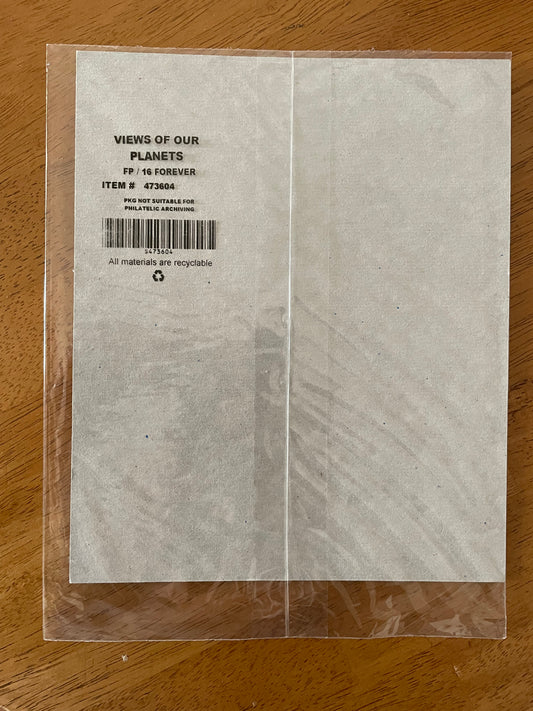 VIEWS OF OUR
PLANETS
FP / 16 FOREVER
ITEM # 473604
PKG NOT SUITABLE FOR
PHILATELIC ARCHIVING
S473604
All materials are recyclable